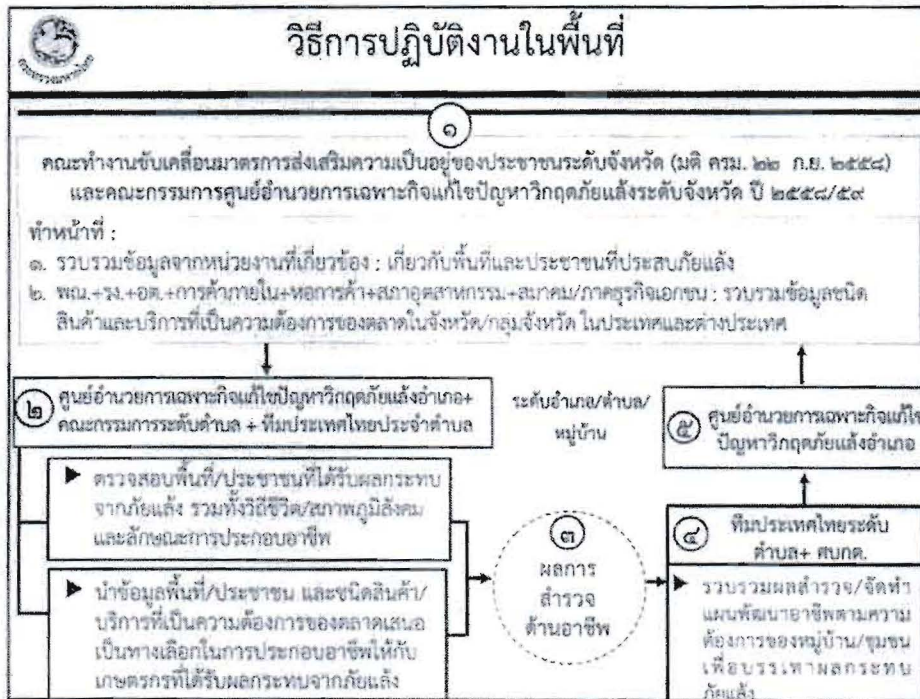 กระทรวงมหาดไทย
วิธีการปฏิบัติงานในพื้นที่
๑
คณะทำงานขับเคลื่อนมาตรการส่งเสริมความเป็นอยู่ของประชาชนระดับจังหวัด (มติ ครม. ๒๒ ก.ย. ๒๕๕๘)
และคณะกรรมการศูนย์อำนวยการเฉพาะกิจแก้ไขปัญหาวิกฤตภัยแล้งระดับจังหวัด ปี ๒๕๕๘/๕๙
ทำหน้าที่ :
๑. รวบรวมข้อมูลจากหน่วยงานที่เกี่ยวข้อง : เกี่ยวกับพื้นที่และประชาชนที่ประสบภัยแล้ง
๒. พณ.+รง.+อต.+การค้าภายใน+หอการค้า+สภาอุตสาหกรรม+สมาคม/ภาคธุรกิจเอกชน : รวบรวมข้อมูลชนิด
สินค้าและบริการที่เป็นความต้องการของตลาดในจังหวัด/กลุ่มจังหวัด ในประเทศและต่างประเทศ
๒
ศูนย์อำนวยการเฉพาะกิจแก้ไขปัญหาวิกฤตภัยแล้งอำเภอ+
คณะกรรมการระดับตำบล + ทีมประเทศไทยประจำตำบล
▶ ตรวจสอบพื้นที่/ประชาชนที่ได้รับผลกระทบ
จากภัยแล้ง รวมทั้งวิถีชีวิต/สภาพภูมิสังคม
และลักษณะการประกอบอาชีพ
▶ นำข้อมูลพื้นที่/ประชาชน และชนิดสินค้า/
บริการที่เป็นความต้องการของตลาดเสนอ
เป็นทางเลือกในการประกอบอาชีพให้กับ
เกษตรกรที่ได้รับผลกระทบจากภัยแล้ง
ระดับอำเภอ/ตำบล/
หมู่บ้าน
๓
ผลการ
สำรวจ
ด้านอาชีพ
๔
ทีมประเทศไทยระดับ
ตำบล+ ศบกต.
▶ รวบรวมผลสำรวจ/จัดทำ
แผนพัฒนาอาชีพตามความ
ต้องการของหมู่บ้าน/ชุมชน
เพื่อบรรเทาผลกระทบ
ภัยแล้ง
๕
ศูนย์อำนวยการเฉพาะกิจแก้ไข
ปัญหาวิกฤตภัยแล้งอำเภอ